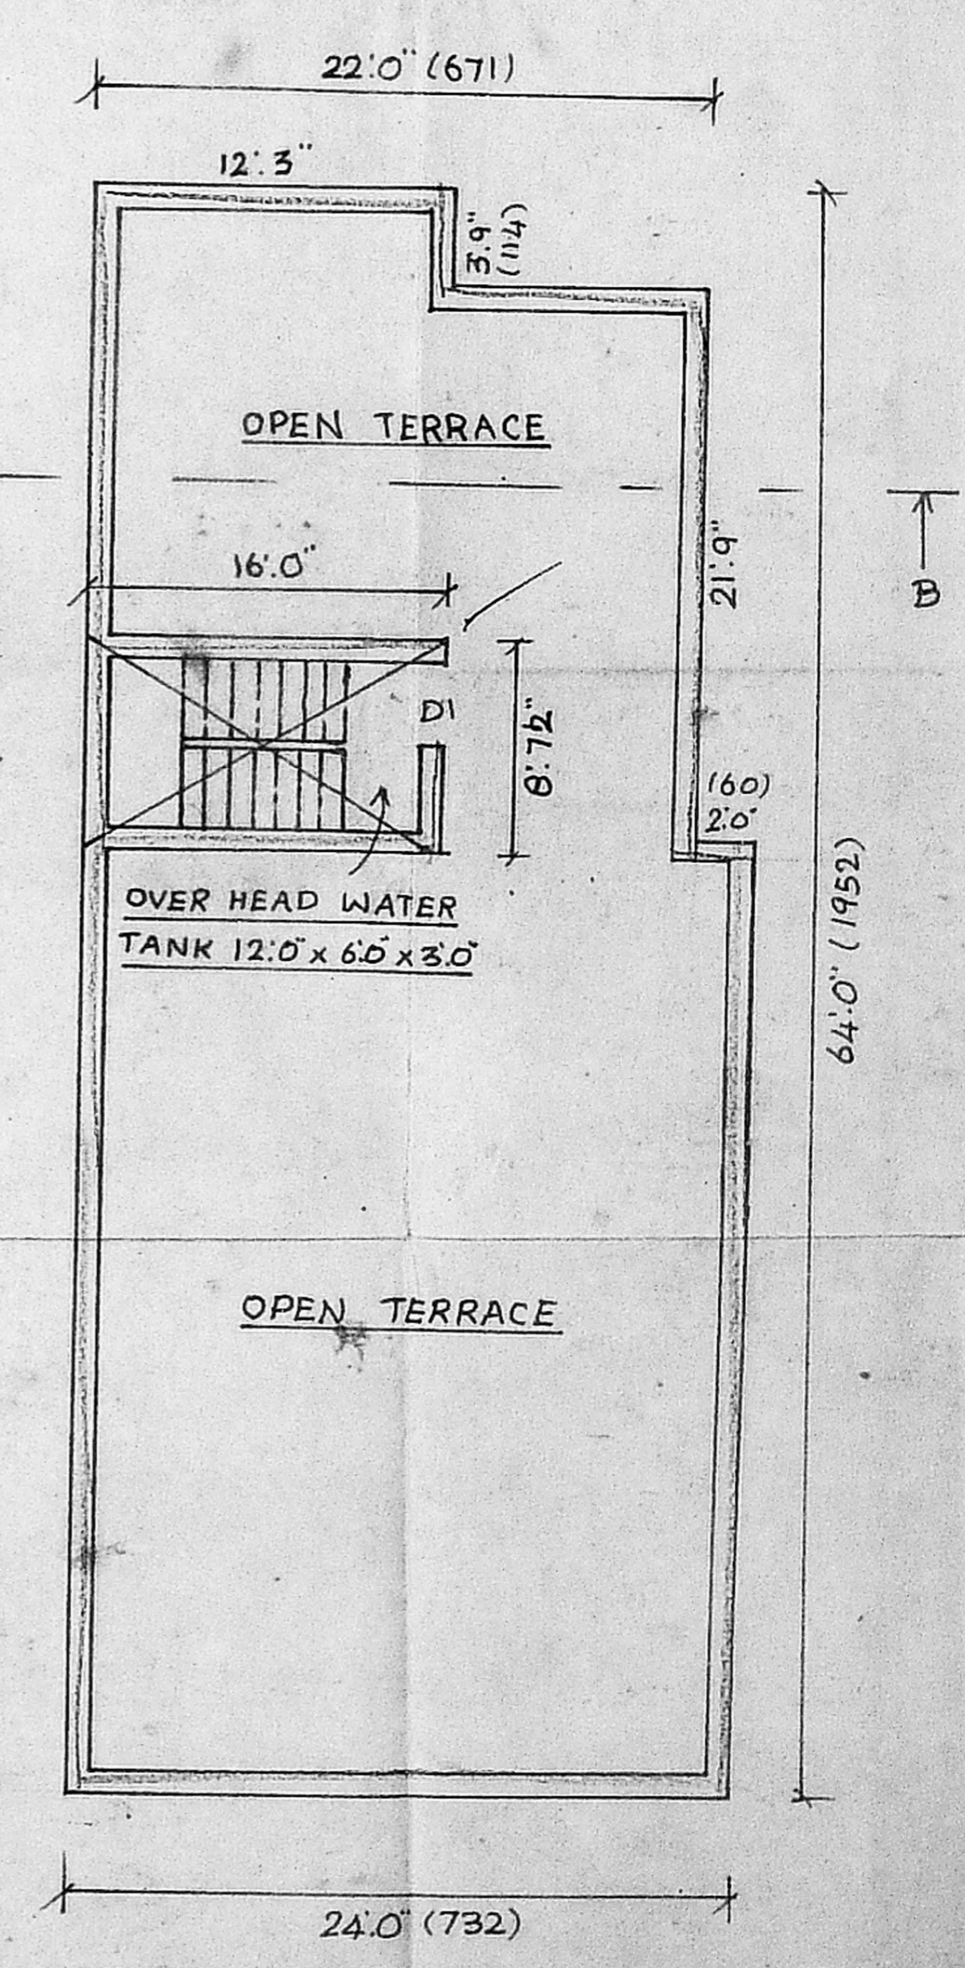 22'.0" (671)
12'.3"
3'.9"
(114)
OPEN TERRACE
16'.0"
21'.9"
B
D1
8'.7½"
(60)
2'.0"
OVER HEAD WATER
TANK 12'.0" x 6'.0" x 3'.0"
64'.0" (1952)
OPEN TERRACE
24'.0" (732)